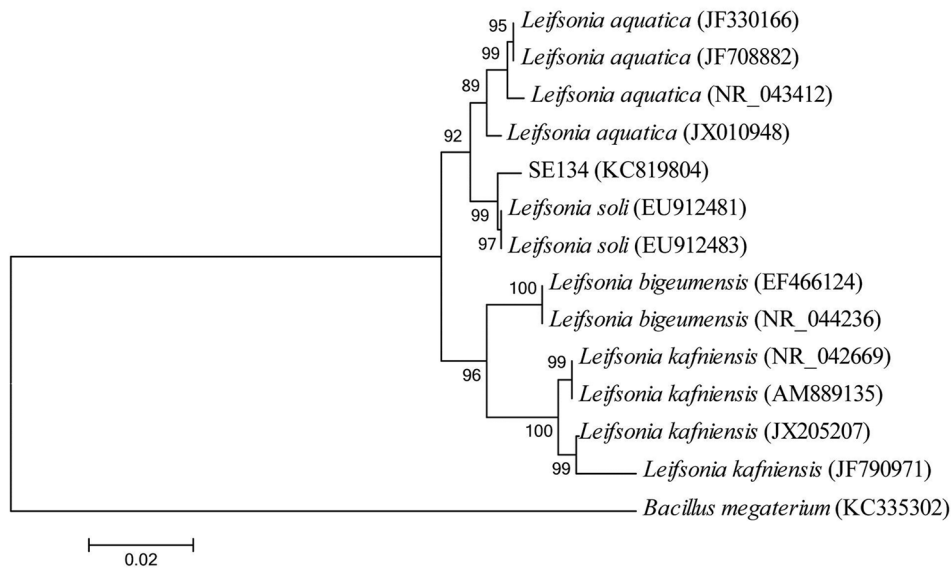 95
Leifsonia aquatica (JF330166)
99
Leifsonia aquatica (JF708882)
89
Leifsonia aquatica (NR_043412)
92
Leifsonia aquatica (JX010948)
SE134 (KC819804)
99
Leifsonia soli (EU912481)
97
Leifsonia soli (EU912483)
100
Leifsonia bigeumensis (EF466124)
Leifsonia bigeumensis (NR_044236)
96
99
Leifsonia kafniensis (NR_042669)
Leifsonia kafniensis (AM889135)
100
Leifsonia kafniensis (JX205207)
99
Leifsonia kafniensis (JF790971)
Bacillus megaterium (KC335302)
0.02